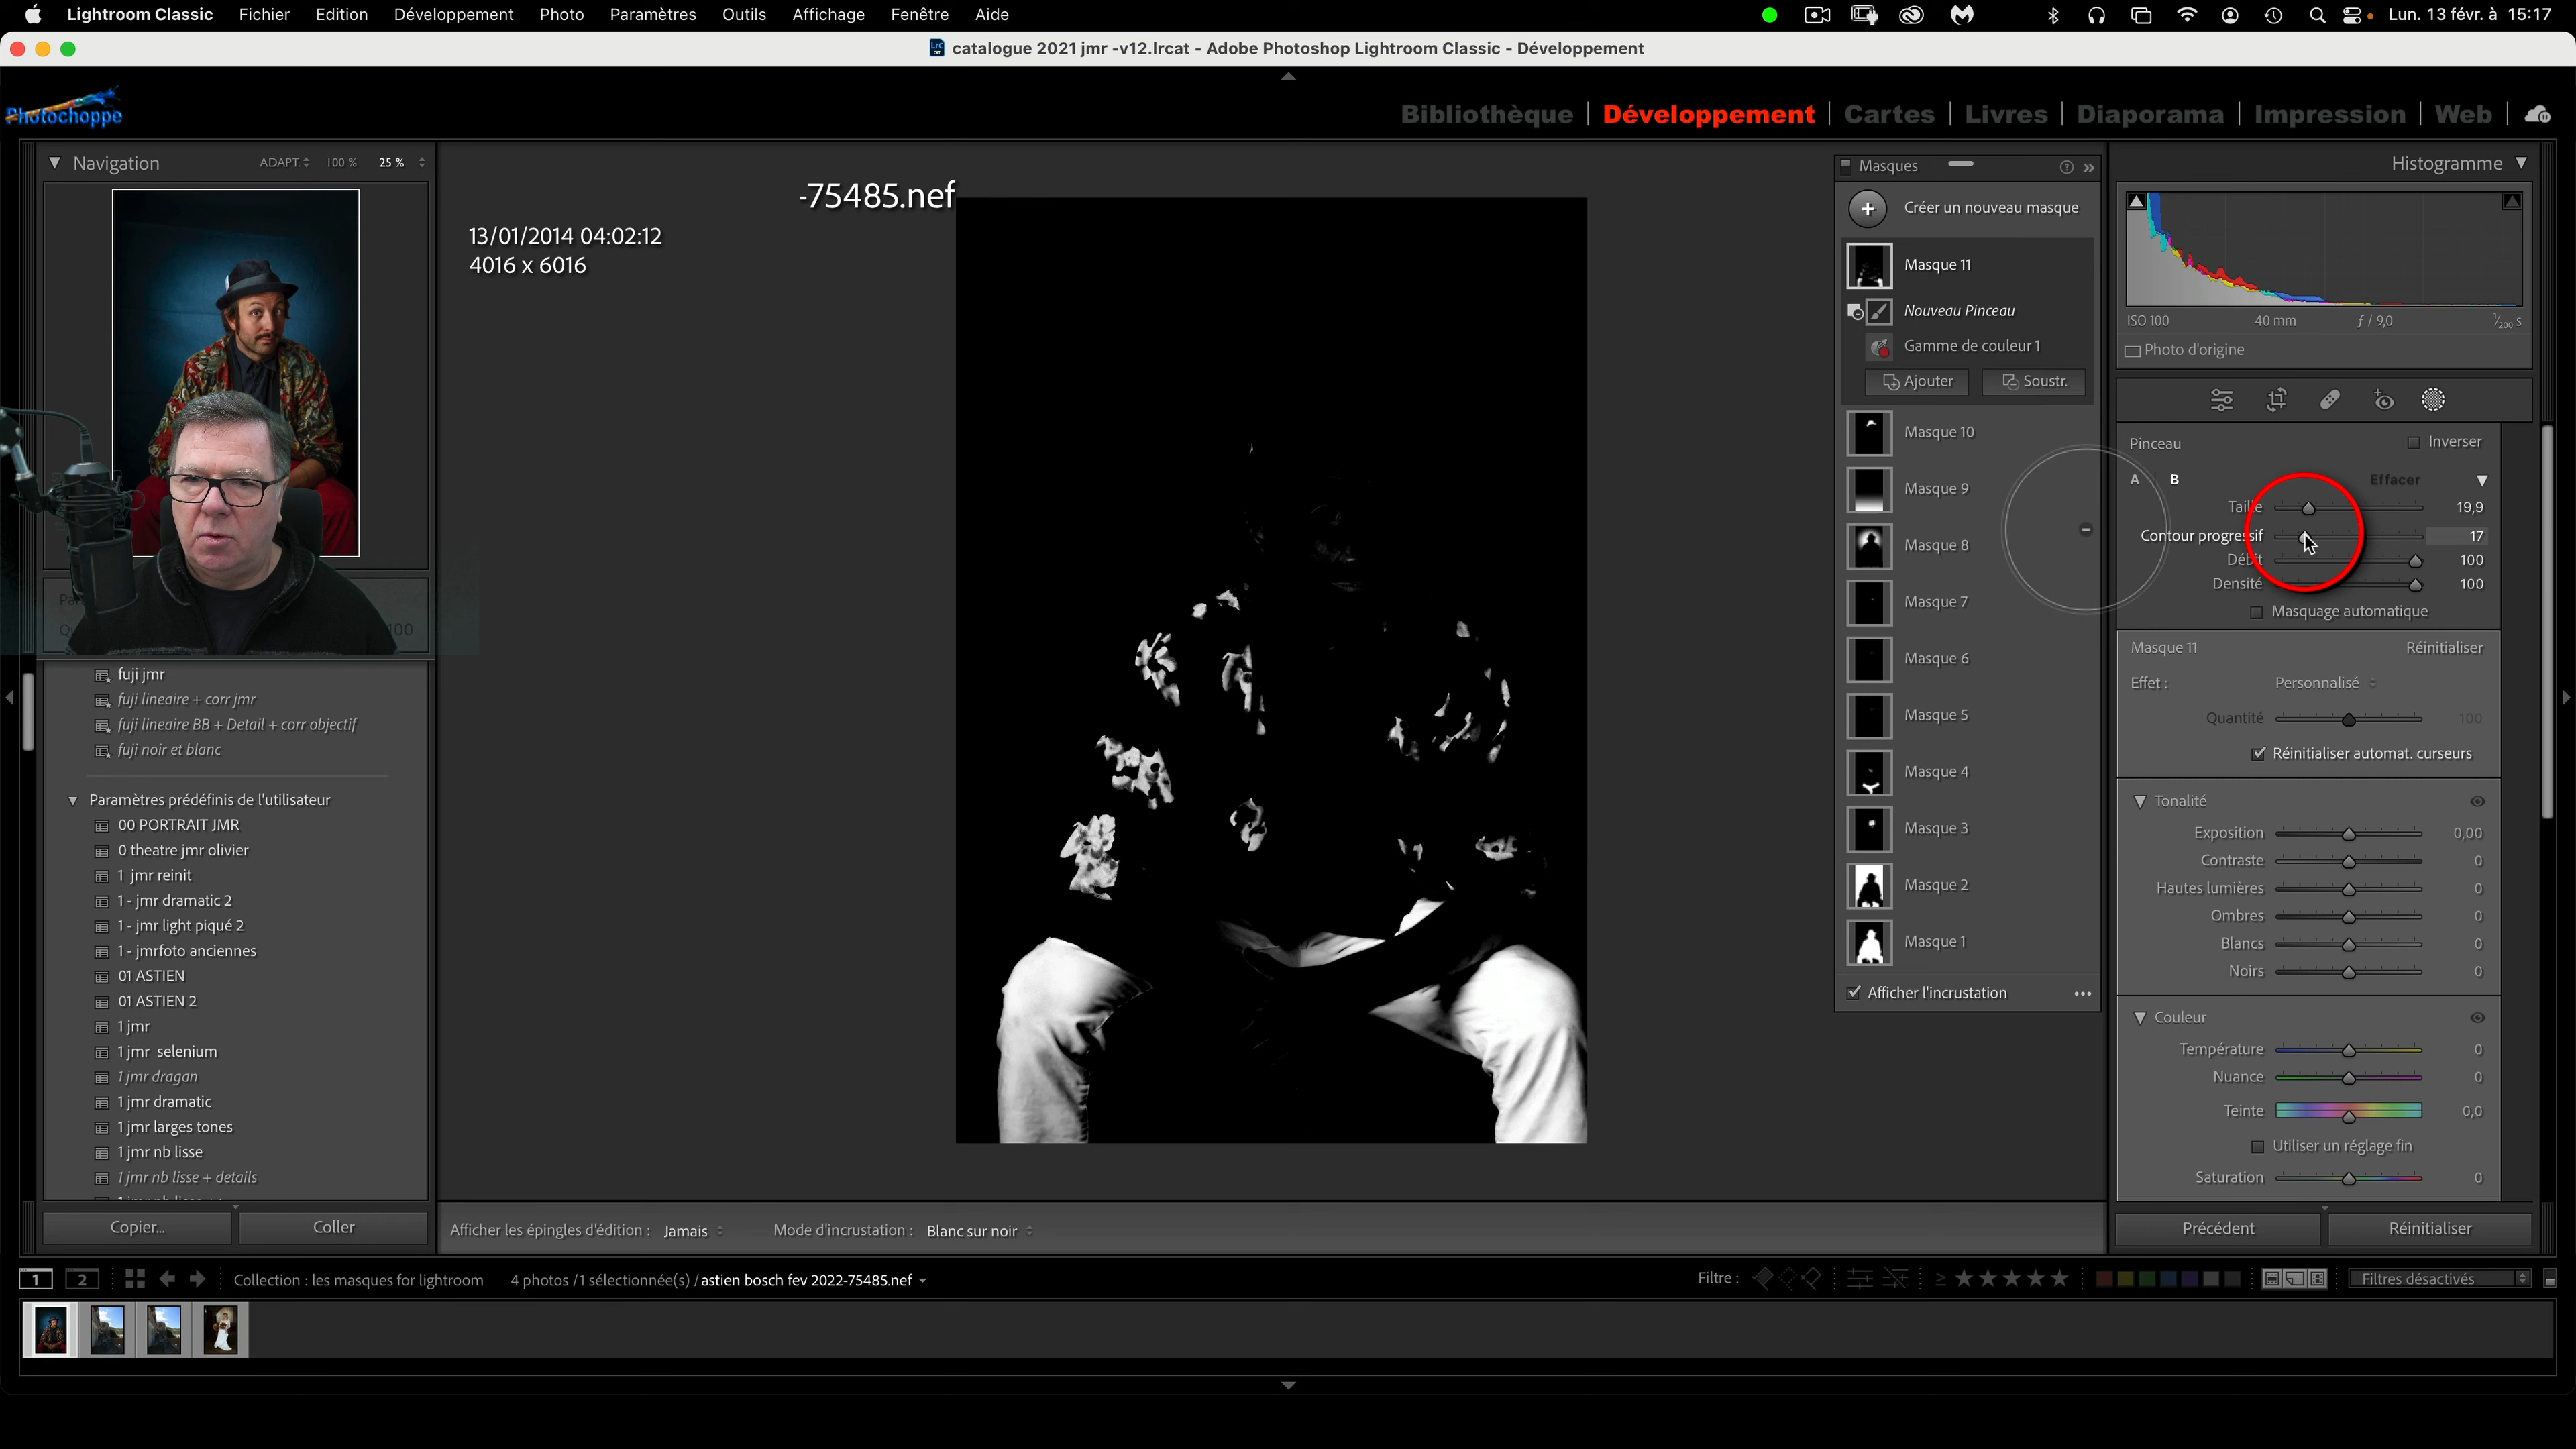 Lightroom Classic Fichier Edition Développement Photo Paramètres Outils Affichage Fenêtre Aide Lun. 13 févr. à 15:17
catalogue 2021 jmr -v12.lrcat - Adobe Photoshop Lightroom Classic - Développement
Photochoppe
Bibliothèque | Développement | Cartes | Livres | Diaporama | Impression | Web
Navigation ADAPT. 100 % 25 %
-75485.nef
13/01/2014 04:02:12
4016 x 6016
100
fuji jmr
fuji lineaire + corr jmr
fuji lineaire BB + Detail + corr objectif
fuji noir et blanc
Paramètres prédéfinis de l'utilisateur
00 PORTRAIT JMR
0 theatre jmr olivier
1 jmr reinit
1 - jmr dramatic 2
1 - jmr light piqué 2
1 - jmrfoto anciennes
01 ASTIEN
01 ASTIEN 2
1 jmr
1 jmr selenium
1 jmr dragan
1 jmr dramatic
1 jmr larges tones
1 jmr nb lisse
1 jmr nb lisse + details
Copier... Coller
Masques
Créer un nouveau masque
Masque 11
Nouveau Pinceau
Gamme de couleur 1
Ajouter Soustr.
Masque 10
Masque 9
Masque 8
Masque 7
Masque 6
Masque 5
Masque 4
Masque 3
Masque 2
Masque 1
Afficher l'incrustation
Histogramme
ISO 100 40 mm ƒ / 9,0 1/200 s
Photo d'origine
Pinceau Inverser
A B Effacer
Taille 19,9
Contour progressif 17
Débit 100
Densité 100
Masquage automatique
Masque 11 Réinitialiser
Effet : Personnalisé
Quantité 100
Réinitialiser automat. curseurs
Tonalité
Exposition 0,00
Contraste 0
Hautes lumières 0
Ombres 0
Blancs 0
Noirs 0
Couleur
Température 0
Nuance 0
Teinte 0,0
Utiliser un réglage fin
Saturation 0
Précédent Réinitialiser
Afficher les épingles d'édition : Jamais Mode d'incrustation : Blanc sur noir
1 2 Collection : les masques for lightroom 4 photos /1 sélectionnée(s) /astien bosch fev 2022-75485.nef Filtre : ≥ ★★★★★ Filtres désactivés